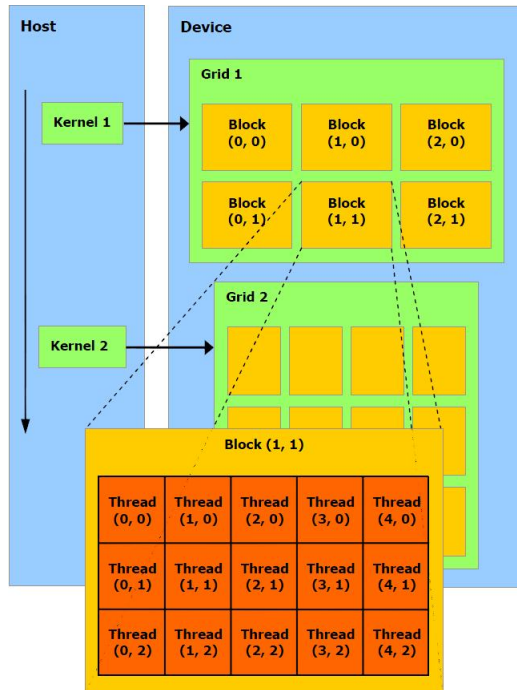 Host
Device
Grid 1
Kernel 1
Block
(0, 0)
Block
(1, 0)
Block
(2, 0)
Block
(0, 1)
Block
(1, 1)
Block
(2, 1)
Grid 2
Kernel 2
Block (1, 1)
Thread
(0, 0)
Thread
(1, 0)
Thread
(2, 0)
Thread
(3, 0)
Thread
(4, 0)
Thread
(0, 1)
Thread
(1, 1)
Thread
(2, 1)
Thread
(3, 1)
Thread
(4, 1)
Thread
(0, 2)
Thread
(1, 2)
Thread
(2, 2)
Thread
(3, 2)
Thread
(4, 2)